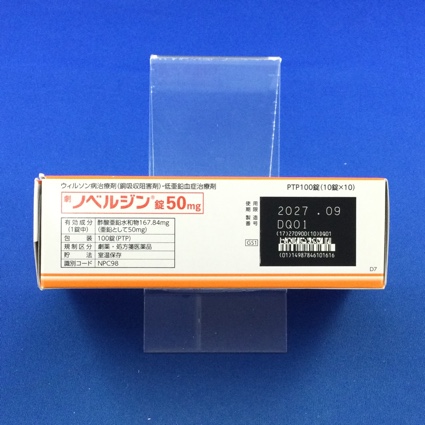 ウィルソン病治療剤(銅吸収阻害剤)・低亜鉛血症治療剤
PTP100錠(10錠×10)
劇 ノベルジン®錠50mg
有効成分(1錠中) 酢酸亜鉛水和物167.84mg(亜鉛として50mg)
包装 100錠(PTP)
規制区分 劇薬・処方箋医薬品
貯法 室温保存
識別コード NPC98
使用期限 2027.09
製造番号 DQ01
GS1
(17)270900(10)DQ01
(01)14987846101616
D7